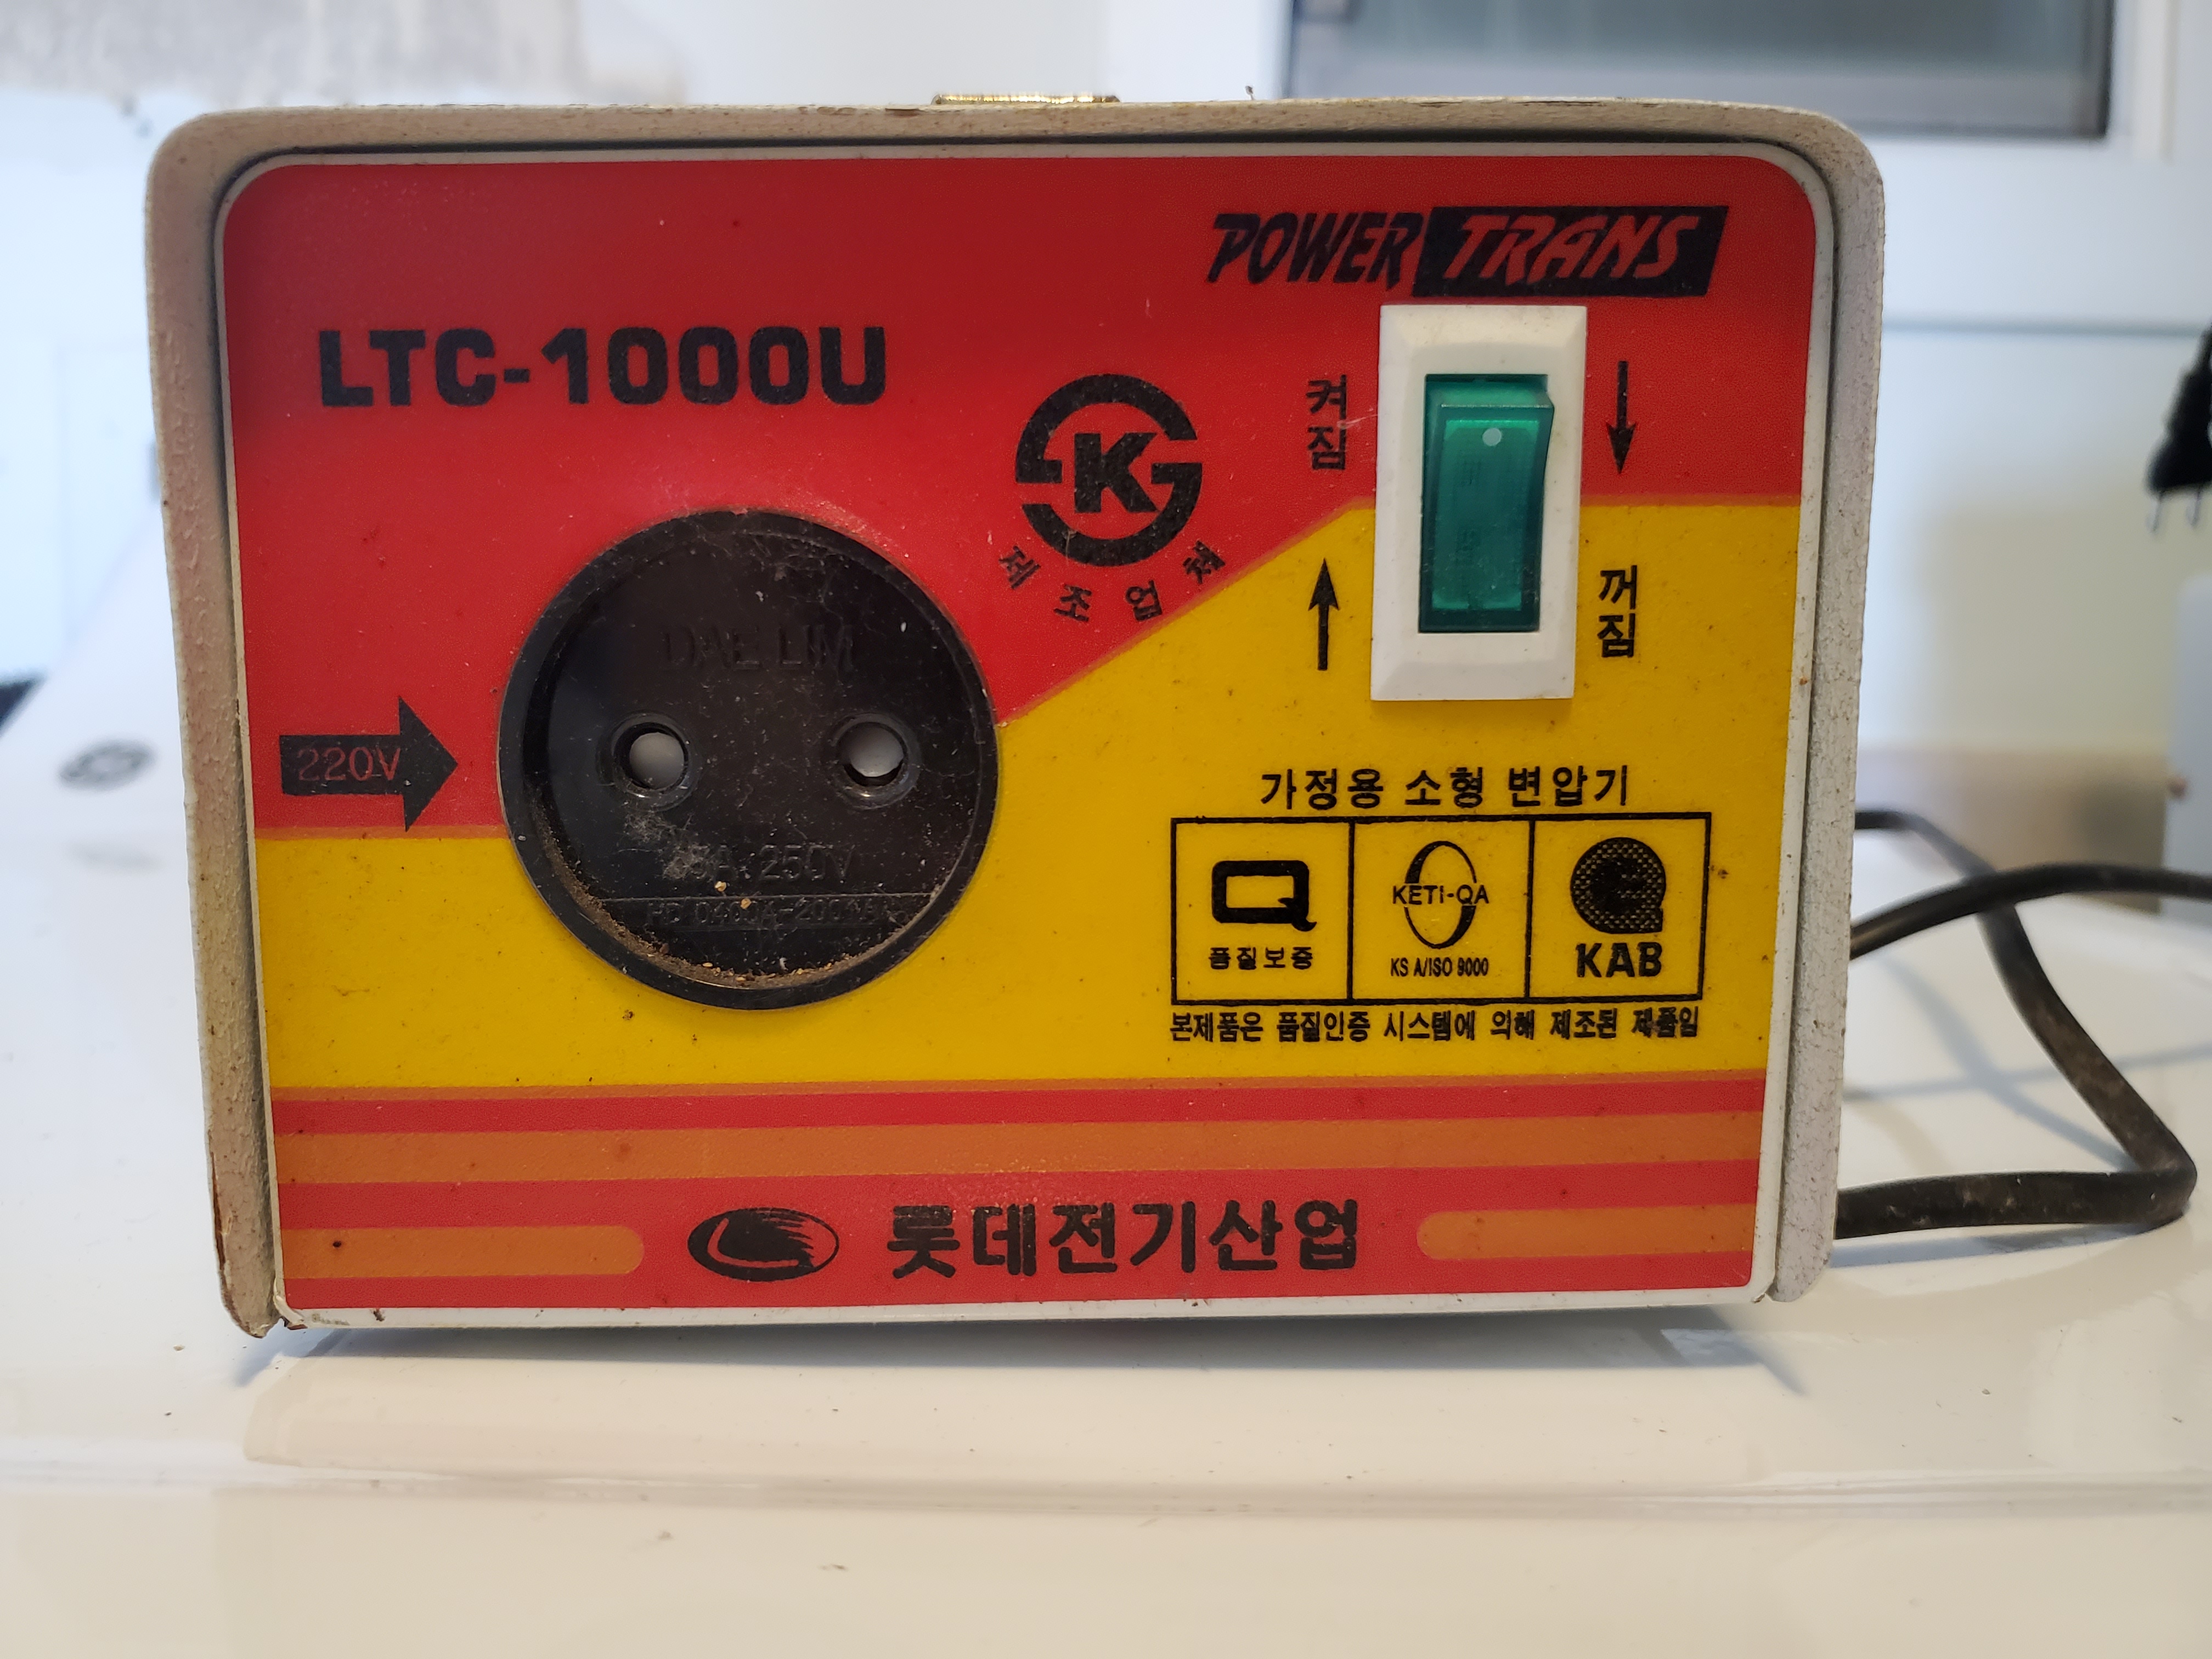 POWER TRANS
LTC-1000U
켜짐
K
제조업체
꺼짐
DAE LIM
220V
250V
가정용 소형 변압기
Q
품질보증
KETI-QA
KS A/ISO 9000
KAB
본제품은 품질인증 시스템에 의해 제조된 제품임
롯데전기산업